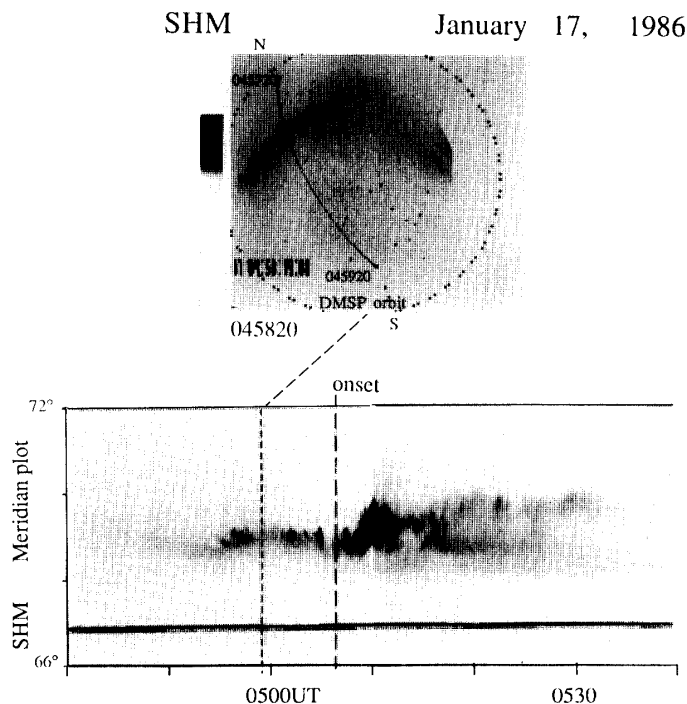 SHM January 17, 1986
N
045920
DMSP orbit
S
045820
onset
72°
Meridian plot
SHM
66°
0500UT
0530